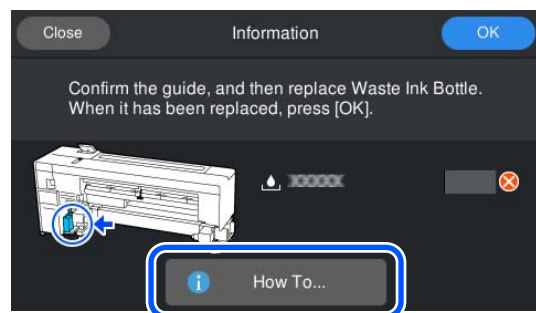 Close
Information
OK
Confirm the guide, and then replace Waste Ink Bottle.
When it has been replaced, press [OK].
How To...